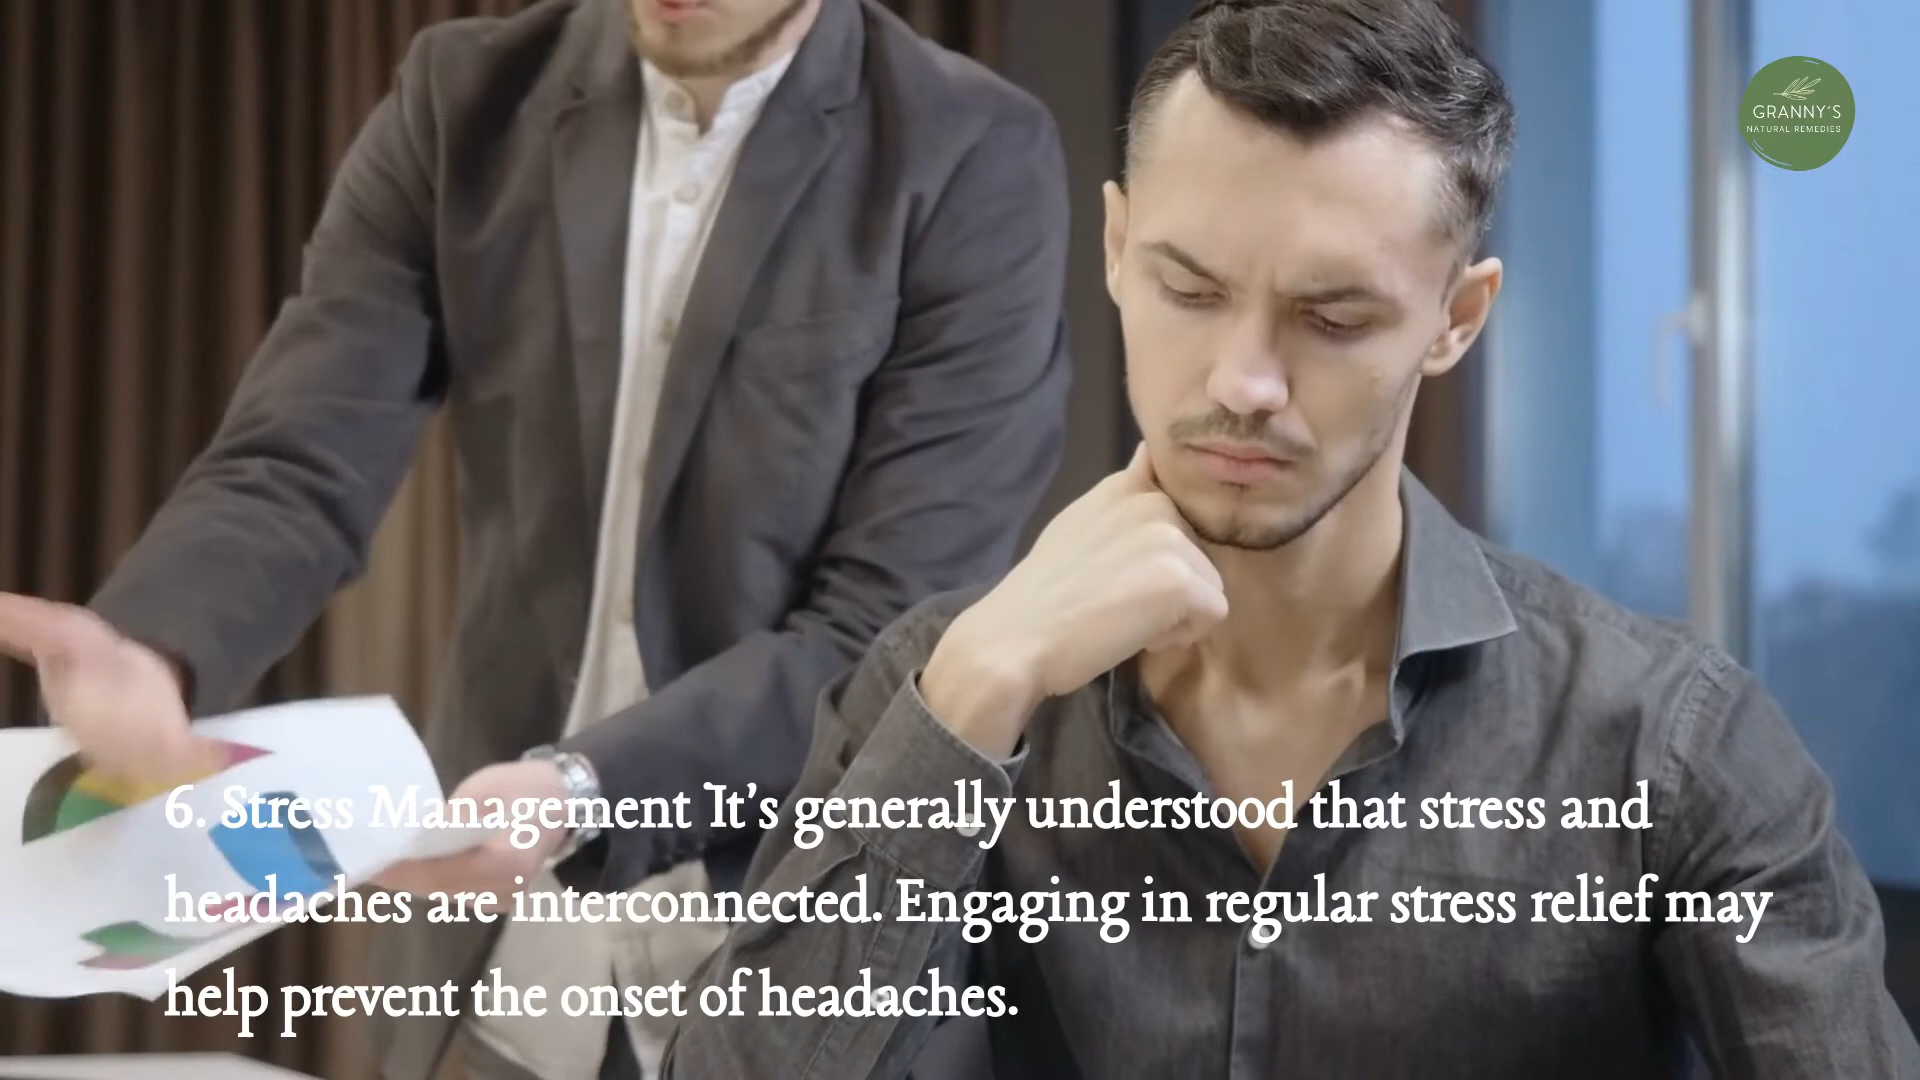 GRANNY'S
NATURAL REMEDIES
6. Stress Management It's generally understood that stress and
headaches are interconnected. Engaging in regular stress relief may
help prevent the onset of headaches.